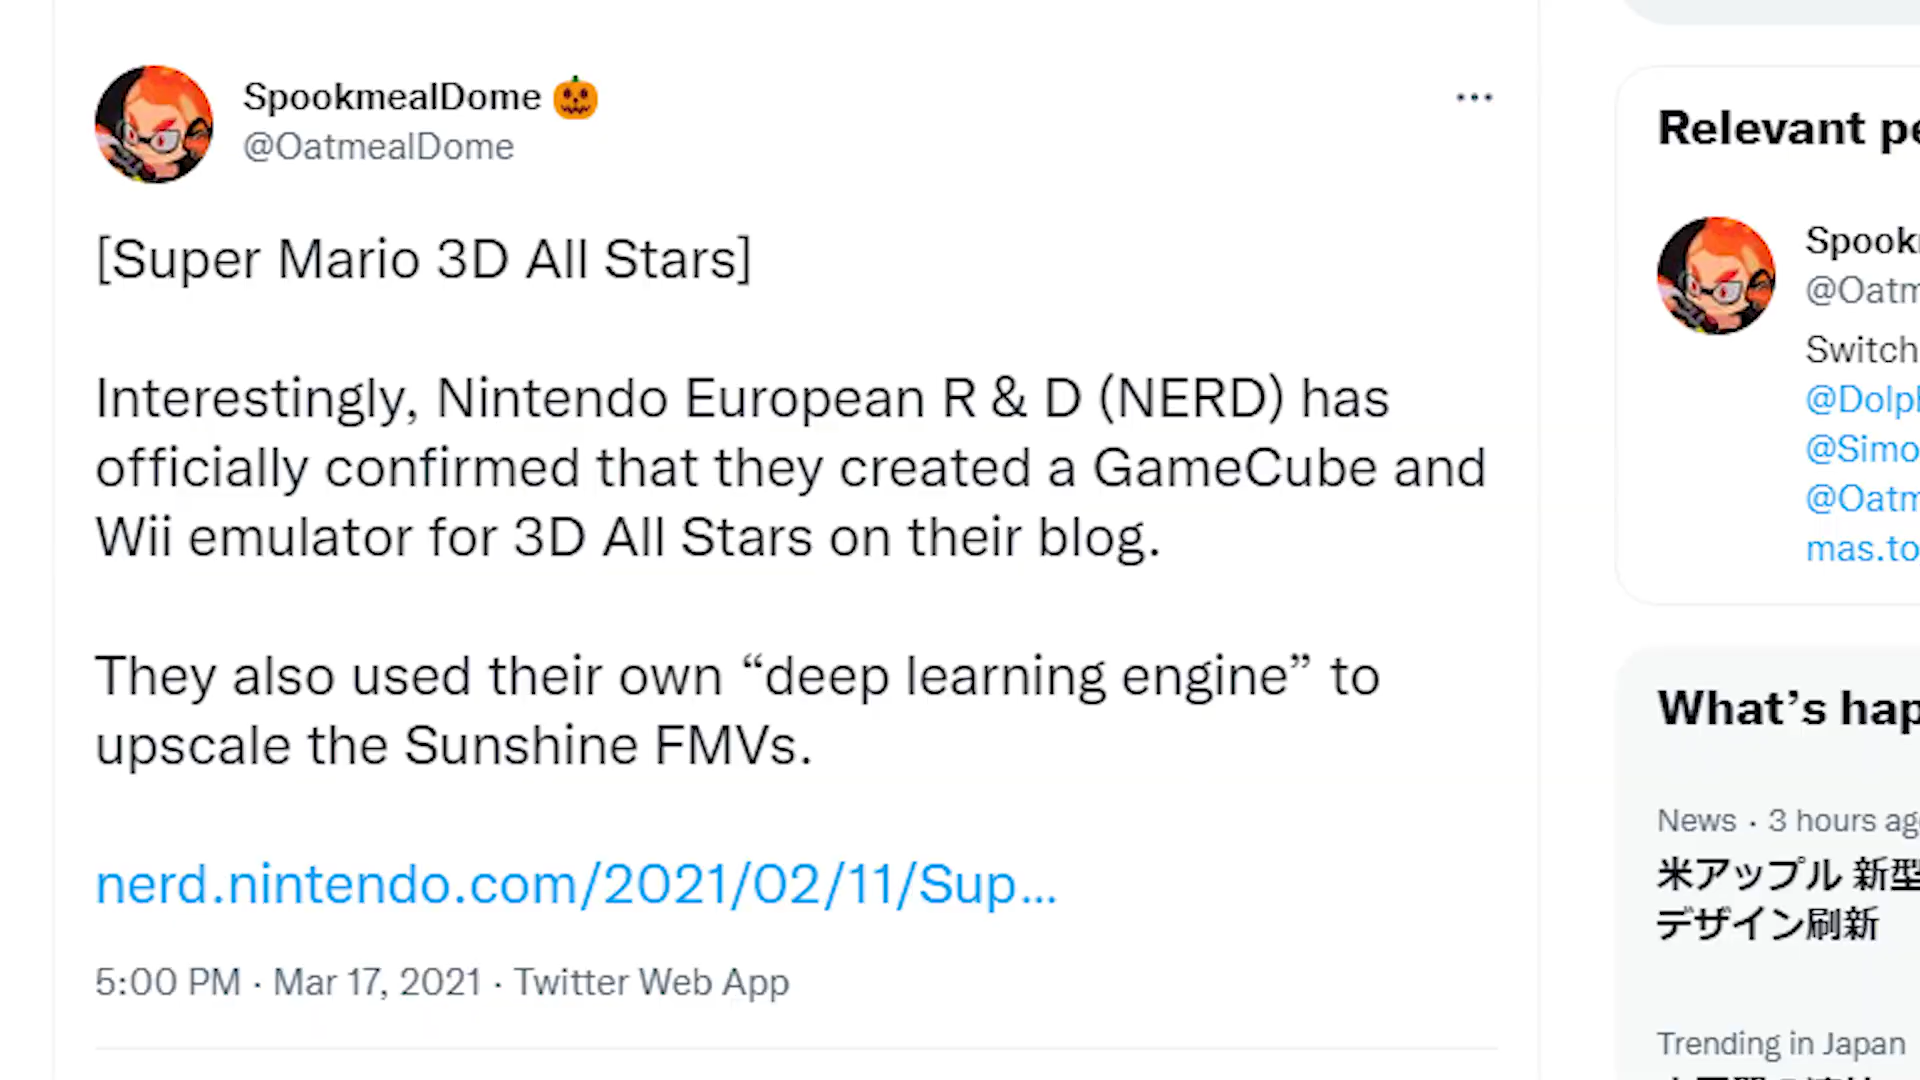 SpookmealDome 🎃
@OatmealDome
[Super Mario 3D All Stars]
Interestingly, Nintendo European R & D (NERD) has
officially confirmed that they created a GameCube and
Wii emulator for 3D All Stars on their blog.
They also used their own “deep learning engine” to
upscale the Sunshine FMVs.
nerd.nintendo.com/2021/02/11/Sup...
5:00 PM · Mar 17, 2021 · Twitter Web App
Relevant pe
Spook
@Oatm
Switch
@Dolp
@Simo
@Oatm
mas.to
What’s hap
News · 3 hours ag
米アップル 新型
デザイン刷新
Trending in Japan